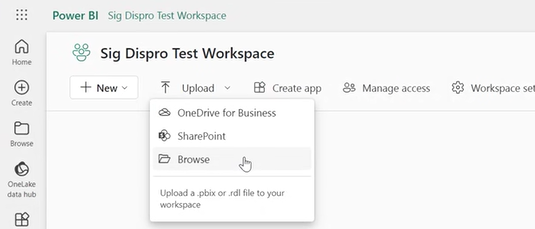 Power BI Sig Dispro Test Workspace
Sig Dispro Test Workspace
Home
New Upload Create app Manage access Workspace set
Create
OneDrive for Business
SharePoint
Browse
Browse
OneLake
data hub
Upload a .pbix or .rdl file to your
workspace